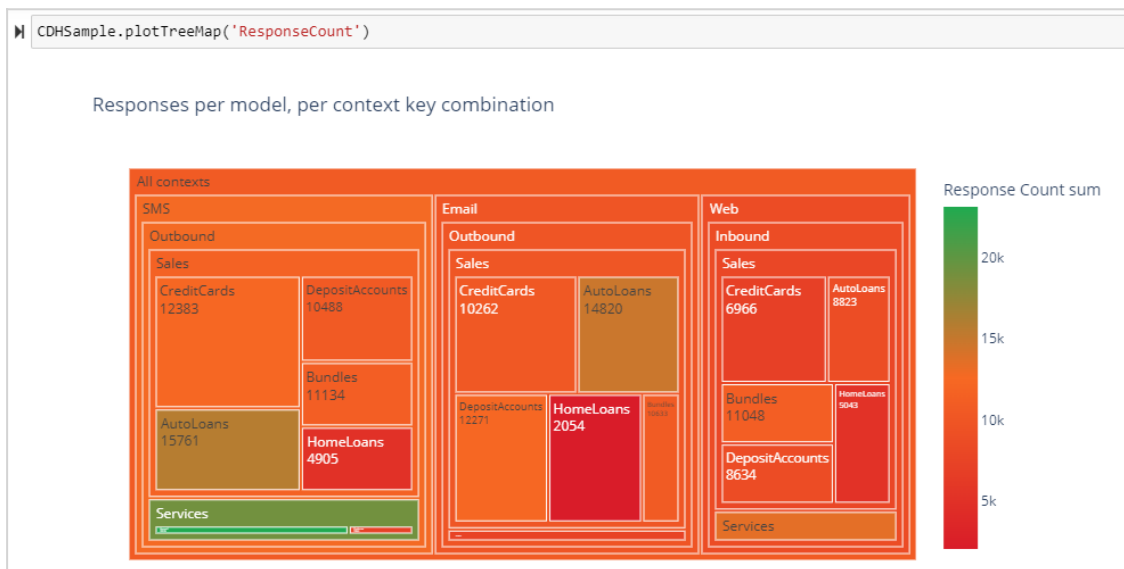 CDHSample.plotTreeMap('ResponseCount')
Responses per model, per context key combination
All contexts
SMS
Outbound
Sales
CreditCards
12383
DepositAccounts
10488
Bundles
11134
AutoLoans
15761
HomeLoans
4905
Services
Email
Outbound
Sales
CreditCards
10262
AutoLoans
14820
DepositAccounts
12271
HomeLoans
2054
Bundles
Web
Inbound
Sales
CreditCards
6966
AutoLoans
8823
Bundles
11048
HomeLoans
5043
DepositAccounts
8634
Services
Response Count sum
20k
15k
10k
5k